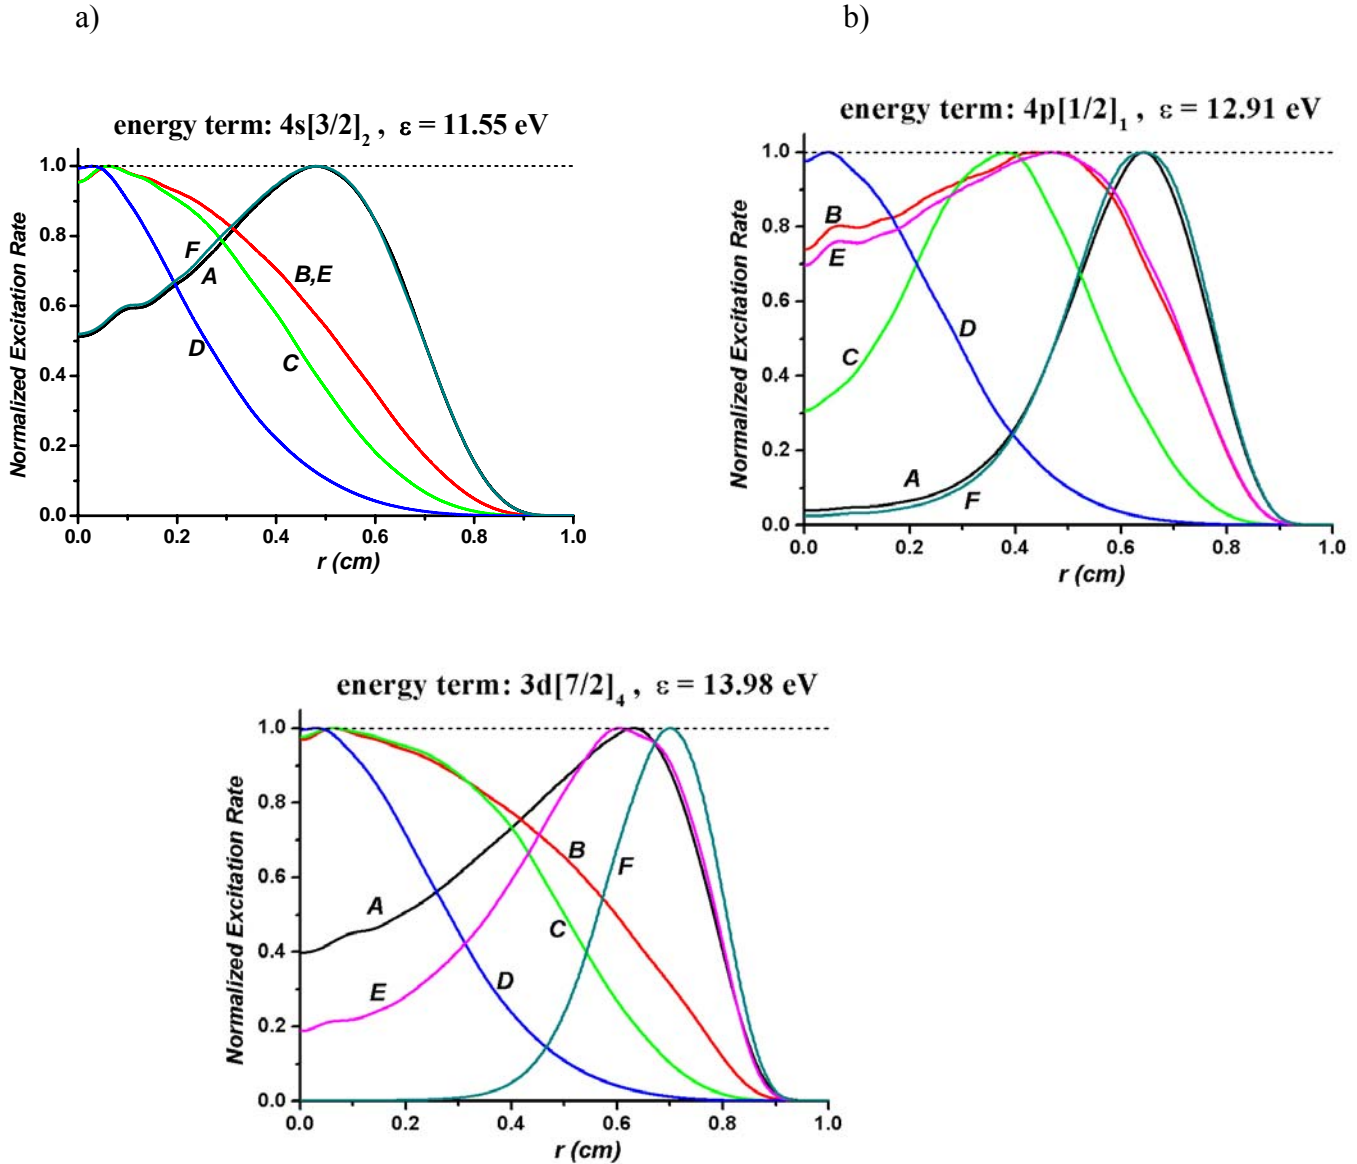 a)
b)
energy term: 4s[3/2]2 , ε = 11.55 eV
Normalized Excitation Rate
1.0
0.8
0.6
0.4
0.2
0.0
F
A
B,E
D
C
0.0 0.2 0.4 0.6 0.8 1.0
r (cm)
energy term: 4p[1/2]1 , ε = 12.91 eV
Normalized Excitation Rate
1.0
0.8
0.6
0.4
0.2
0.0
B
E
D
C
A
F
0.0 0.2 0.4 0.6 0.8 1.0
r (cm)
energy term: 3d[7/2]4 , ε = 13.98 eV
Normalized Excitation Rate
1.0
0.8
0.6
0.4
0.2
0.0
B
F
A
C
E
D
0.0 0.2 0.4 0.6 0.8 1.0
r (cm)